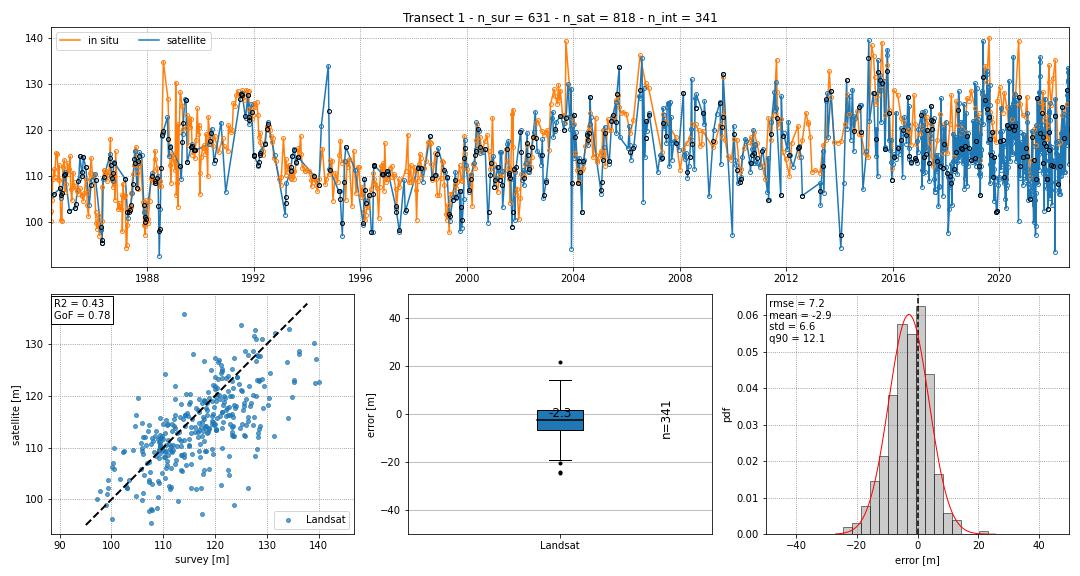 Transect 1 - n_sur = 631 - n_sat = 818 - n_int = 341
in situ
satellite
140
130
120
110
100
1988
1992
1996
2000
2004
2008
2012
2016
2020
R2 = 0.43
GoF = 0.78
satellite [m]
130
120
110
100
Landsat
90
100
110
120
130
140
survey [m]
error [m]
40
20
0
−20
−40
-2.3
n=341
Landsat
rmse = 7.2
mean = -2.9
std = 6.6
q90 = 12.1
pdf
0.06
0.05
0.04
0.03
0.02
0.01
0.00
−40
−20
0
20
40
error [m]